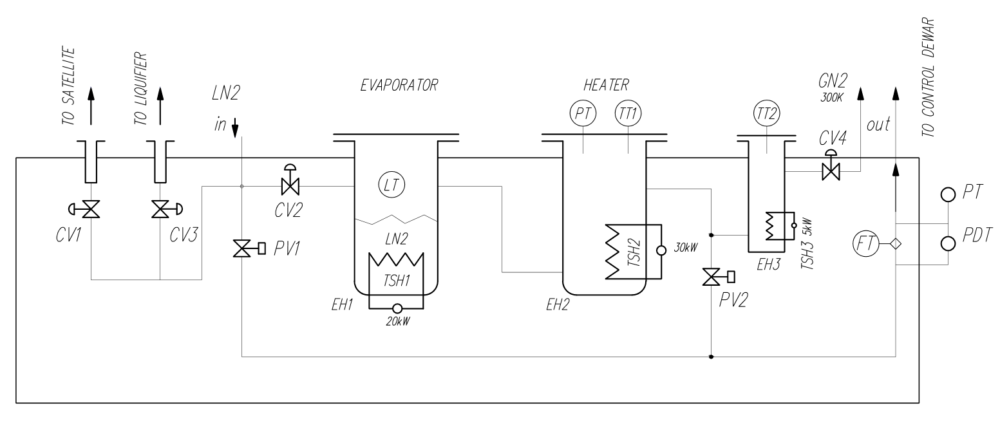 TO SATELLITE
TO LIQUIFIER
LN2
in
EVAPORATOR
HEATER
PT
TT1
TT2
GN2
300K
out
TO CONTROL DEWAR
CV4
LT
CV2
CV1
CV3
PV1
LN2
TSH1
EH1
20kW
TSH2
30kW
EH2
PV2
TSH3 5kW
EH3
FT
PT
PDT